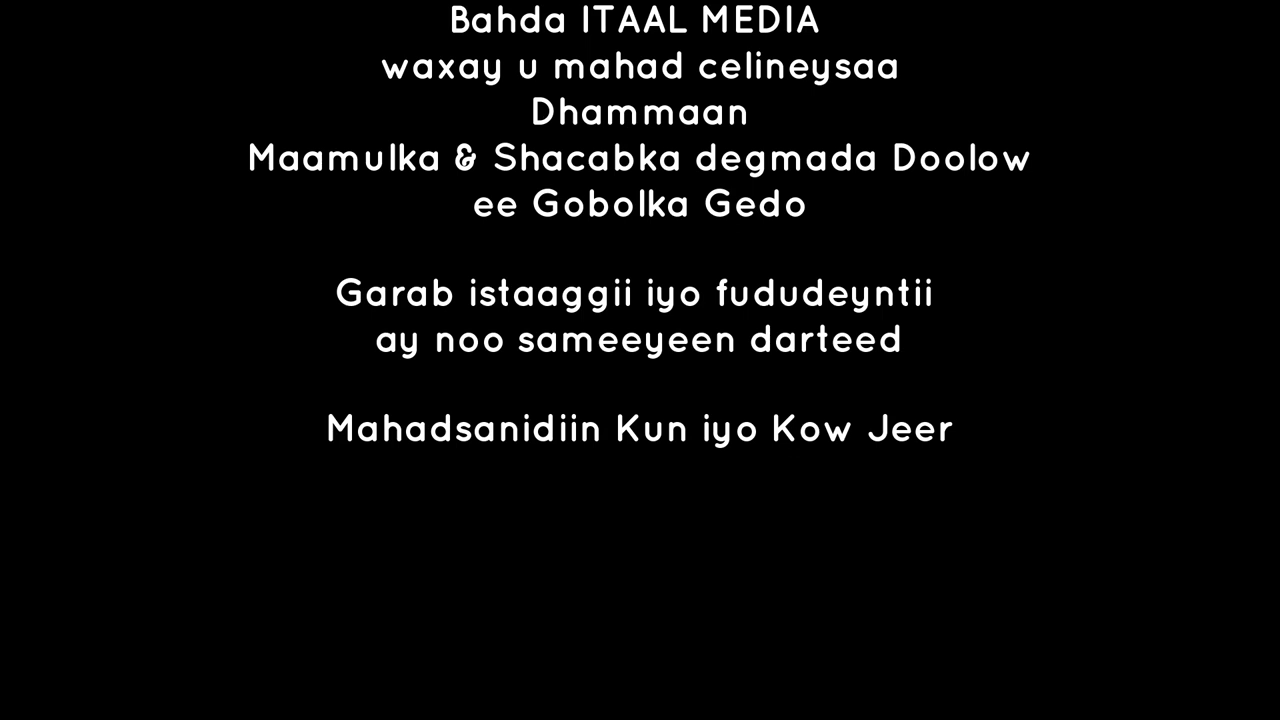 Bahda ITAAL MEDIA
waxay u mahad celineysaa
Dhammaan
Maamulka & Shacabka degmada Doolow
ee Gobolka Gedo
Garab istaaggii iyo fududeyntii
ay noo sameeyeen darteed
Mahadsanidiin Kun iyo Kow Jeer